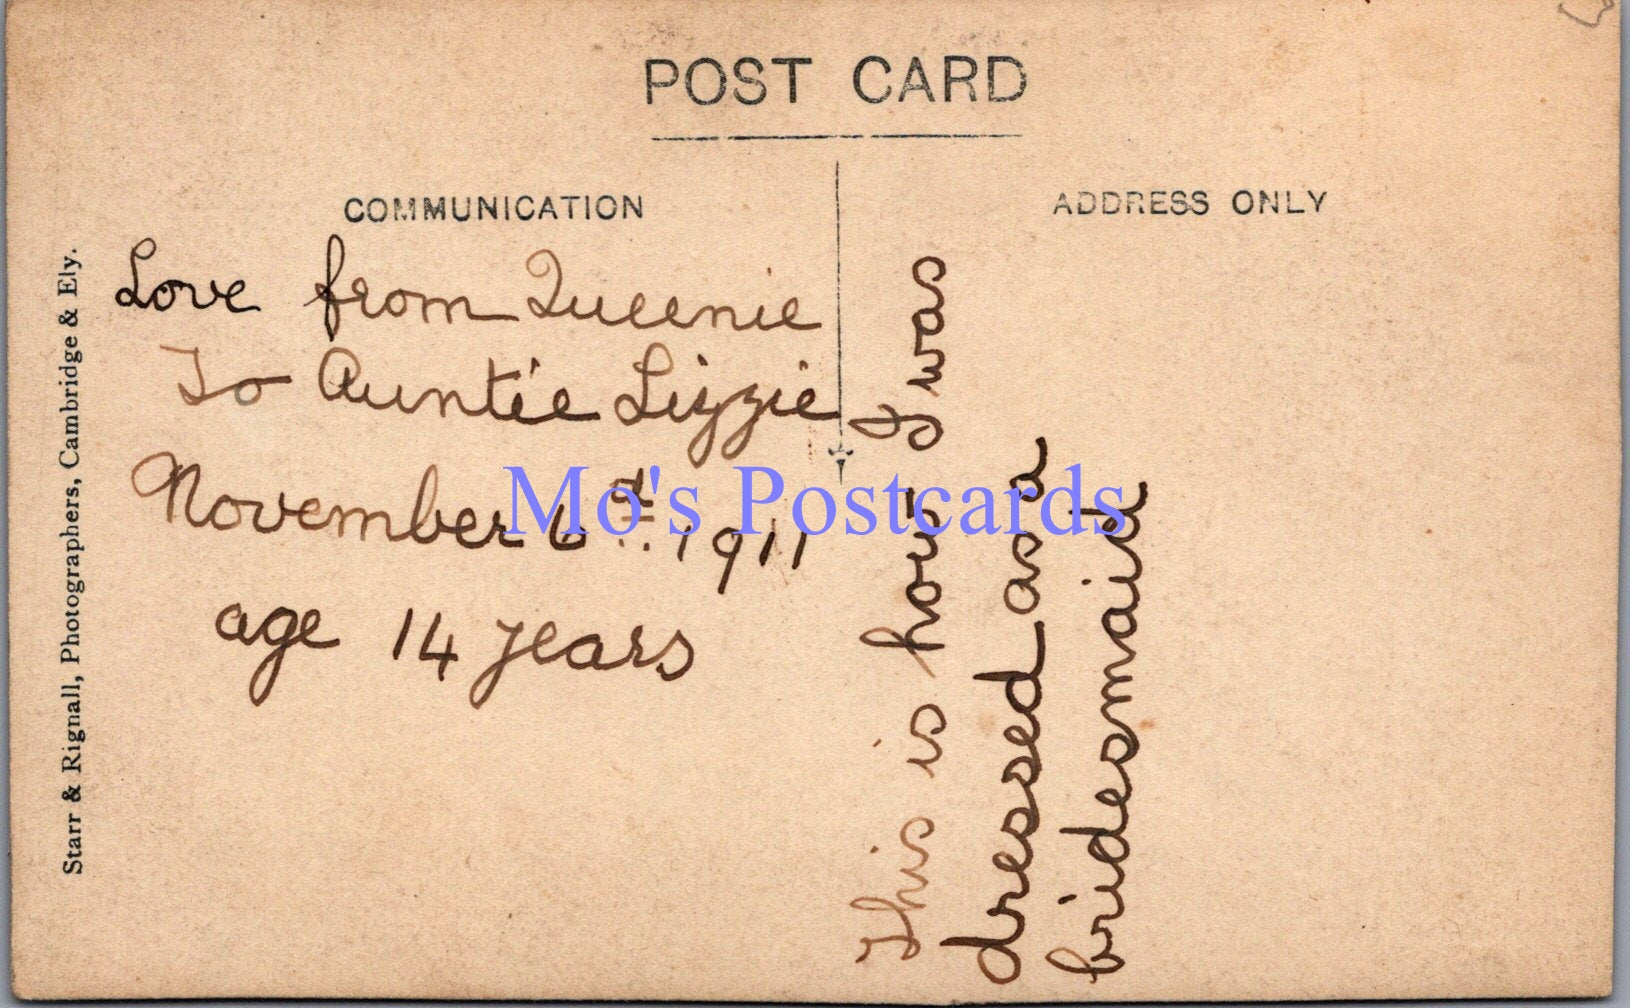 POST CARD
COMMUNICATION
ADDRESS ONLY
Love from Queenie
To Auntie Lizzie
November 6th 1911
age 14 years
This is how I was
dressed as a
bridesmaid
Starr & Rignall, Photographers, Cambridge & Ely.
Mo's Postcards